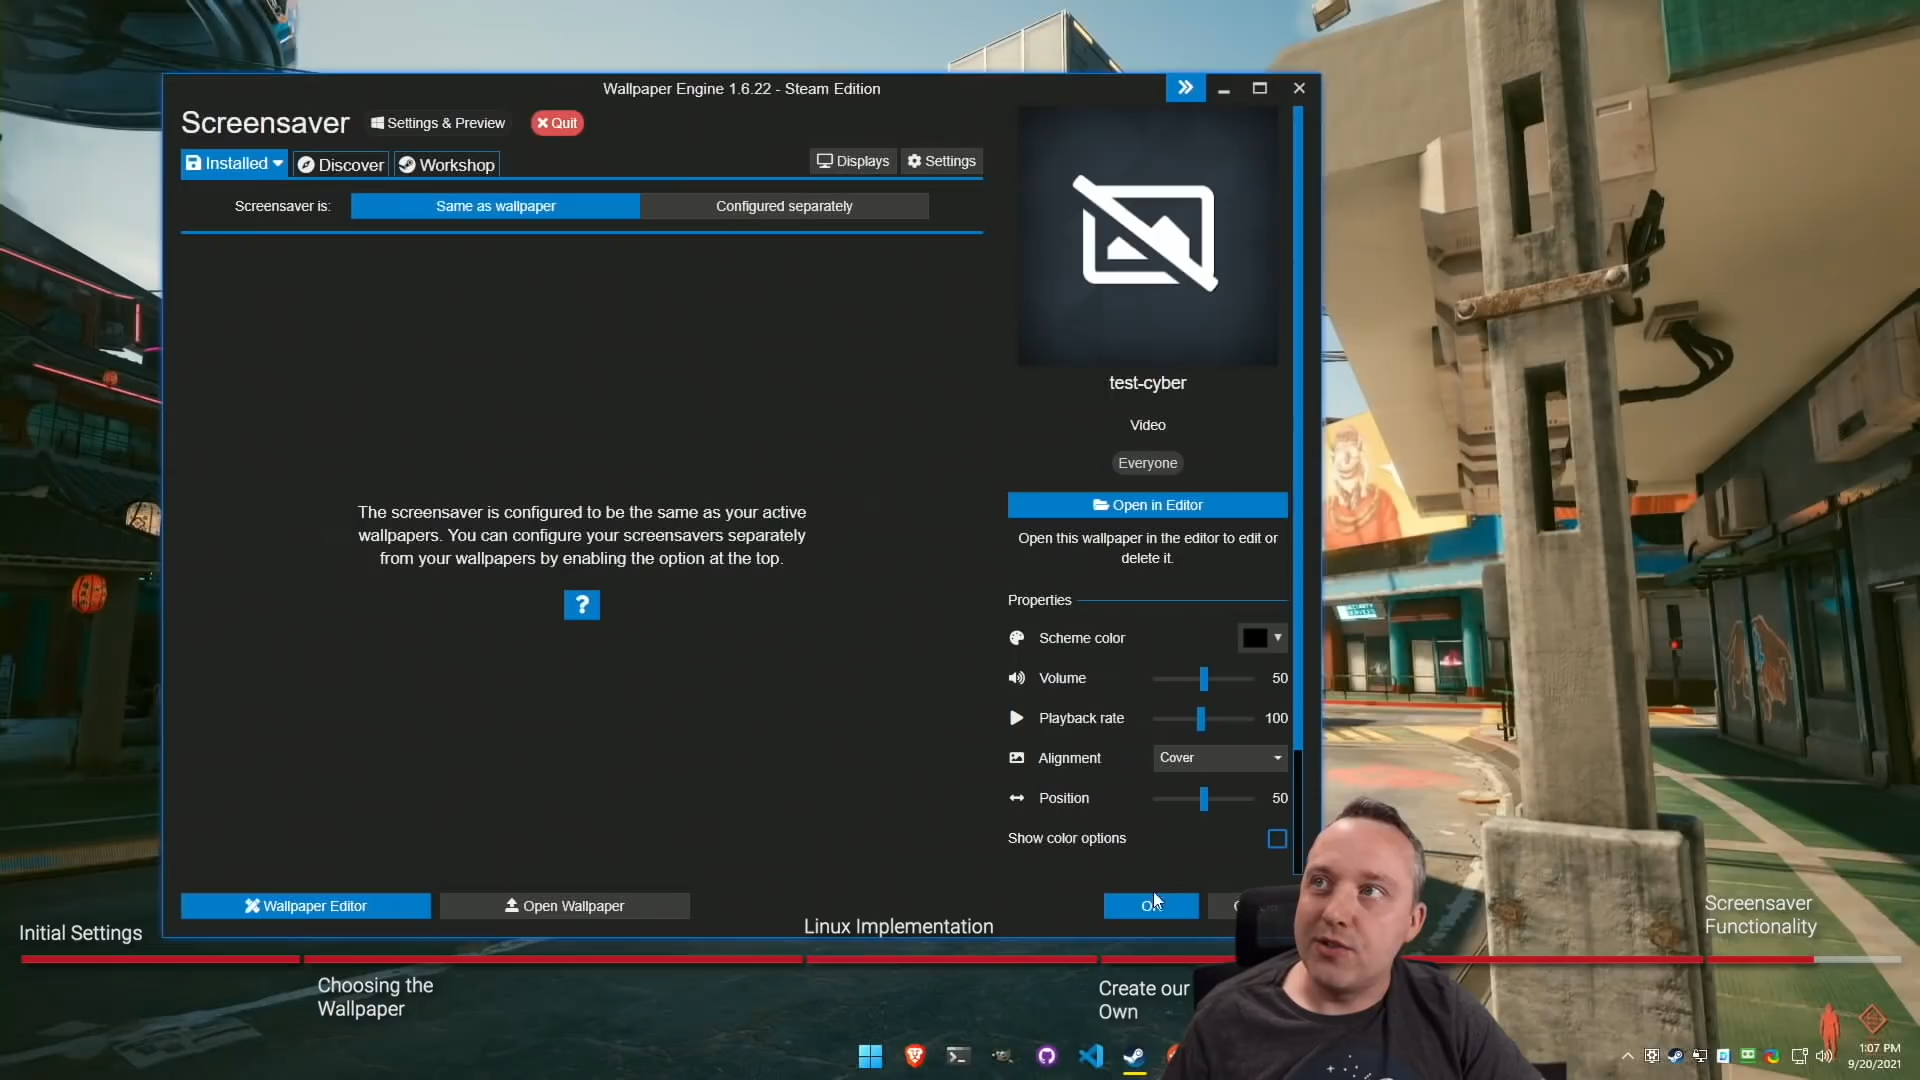 Wallpaper Engine 1.6.22 - Steam Edition
Screensaver
Settings & Preview
Quit
Installed
Discover
Workshop
Displays
Settings
Screensaver is:
Same as wallpaper
Configured separately
The screensaver is configured to be the same as your active
wallpapers. You can configure your screensavers separately
from your wallpapers by enabling the option at the top.
?
test-cyber
Video
Everyone
Open in Editor
Open this wallpaper in the editor to edit or
delete it.
Properties
Scheme color
Volume
50
Playback rate
100
Alignment
Cover
Position
50
Show color options
Wallpaper Editor
Open Wallpaper
Initial Settings
Choosing the
Wallpaper
Linux Implementation
Create our
Own
Screensaver
Functionality
1:07 PM
9/20/2021